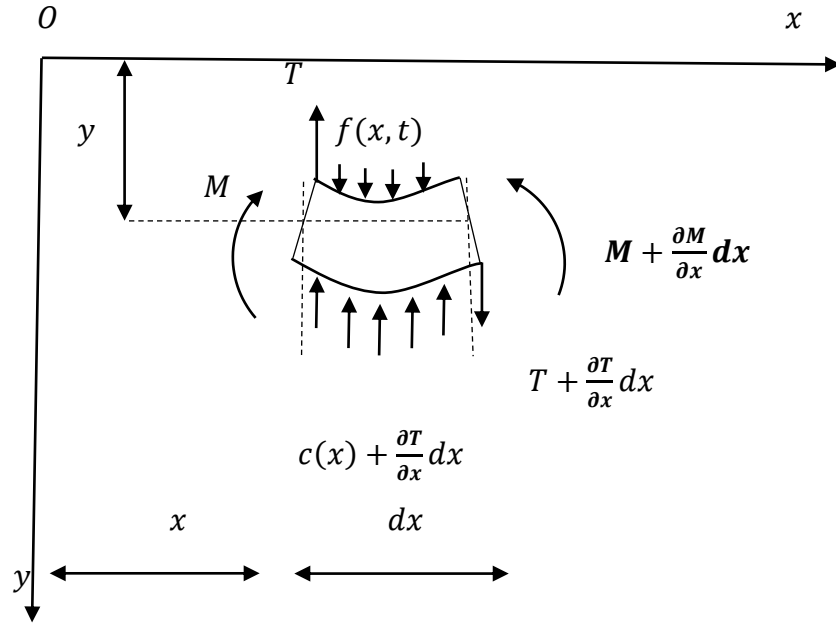 O x
T
y f(x, t)
M
M + ∂M/∂x dx
T + ∂T/∂x dx
c(x) + ∂T/∂x dx
x dx
y